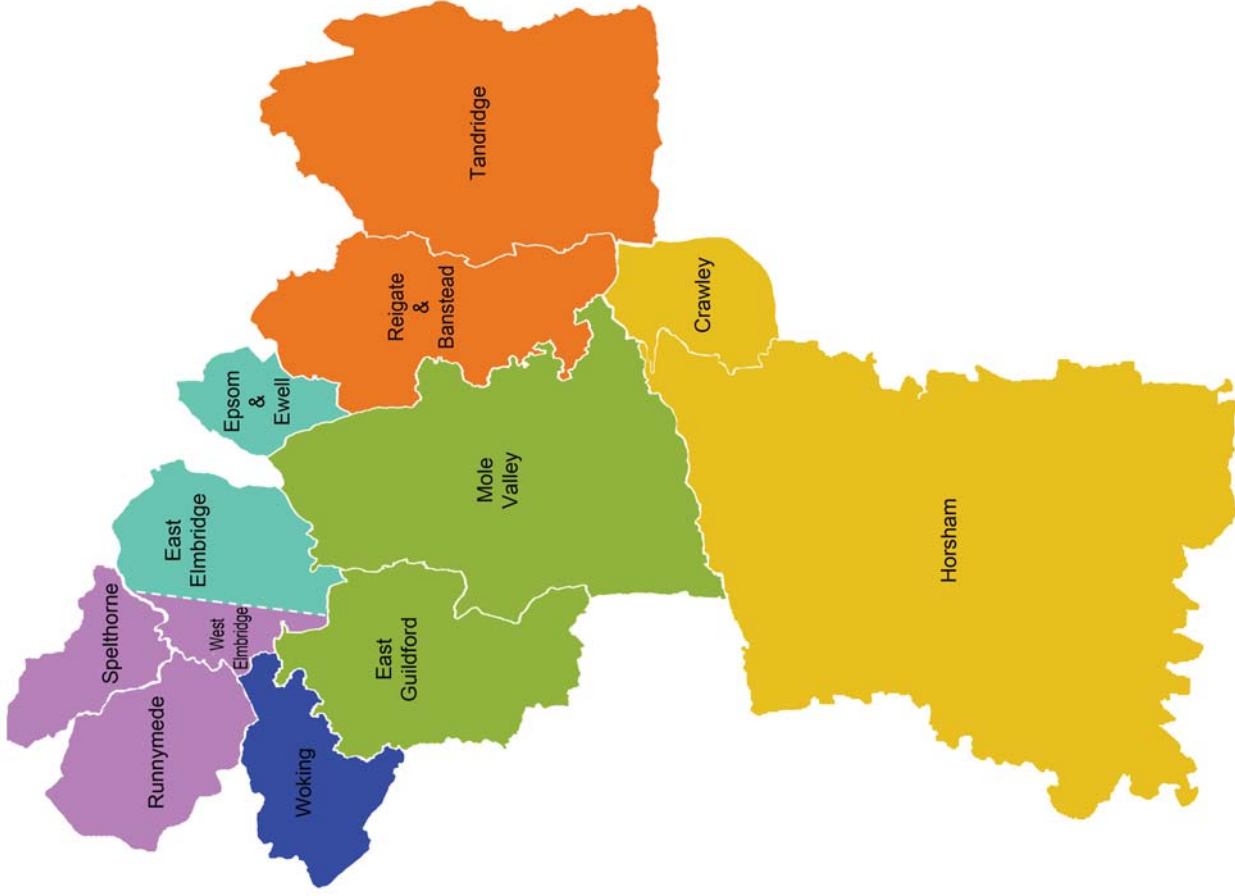 Spelthorne
Runnymede
West
Elmbridge
East
Elmbridge
Epsom
&
Ewell
Woking
East
Guildford
Mole
Valley
Reigate
&
Banstead
Tandridge
Crawley
Horsham